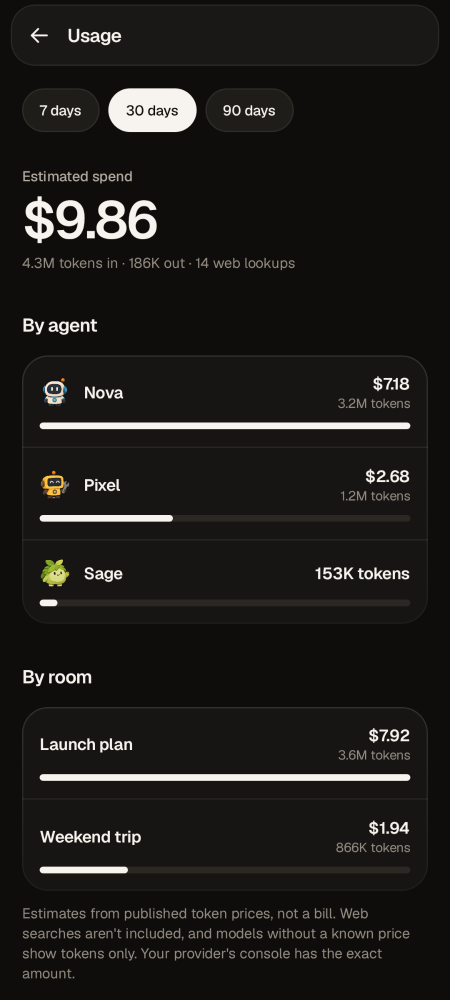 Usage
7 days
30 days
90 days
Estimated spend
$9.86
4.3M tokens in · 186K out · 14 web lookups
By agent
Nova
$7.18
3.2M tokens
Pixel
$2.68
1.2M tokens
Sage
153K tokens
By room
Launch plan
$7.92
3.6M tokens
Weekend trip
$1.94
866K tokens
Estimates from published token prices, not a bill. Web
searches aren't included, and models without a known price
show tokens only. Your provider's console has the exact
amount.